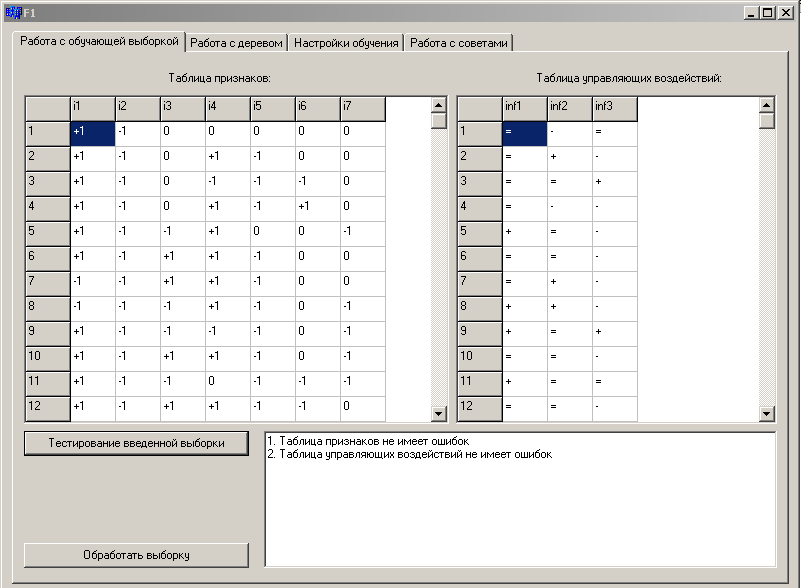 F1
Работа с обучающей выборкой Работа с деревом Настройки обучения Работа с советами
Таблица признаков: Таблица управляющих воздействий:
i1 i2 i3 i4 i5 i6 i7 inf1 inf2 inf3
1 +1 -1 0 0 0 0 0 1 = - =
2 +1 -1 0 +1 -1 0 0 2 = + -
3 +1 -1 0 -1 -1 -1 0 3 = = +
4 +1 -1 0 +1 -1 +1 0 4 = - -
5 +1 -1 -1 +1 0 0 -1 5 + = -
6 +1 -1 +1 +1 -1 0 0 6 = = -
7 -1 -1 +1 +1 -1 0 0 7 = + -
8 -1 -1 -1 +1 -1 0 -1 8 + + -
9 +1 -1 -1 -1 -1 0 -1 9 + = +
10 +1 -1 +1 +1 -1 0 -1 10 = = -
11 +1 -1 -1 0 -1 -1 -1 11 + = =
12 +1 -1 +1 +1 -1 -1 0 12 = = -
Тестирование введенной выборки
1. Таблица признаков не имеет ошибок
2. Таблица управляющих воздействий не имеет ошибок
Обработать выборку